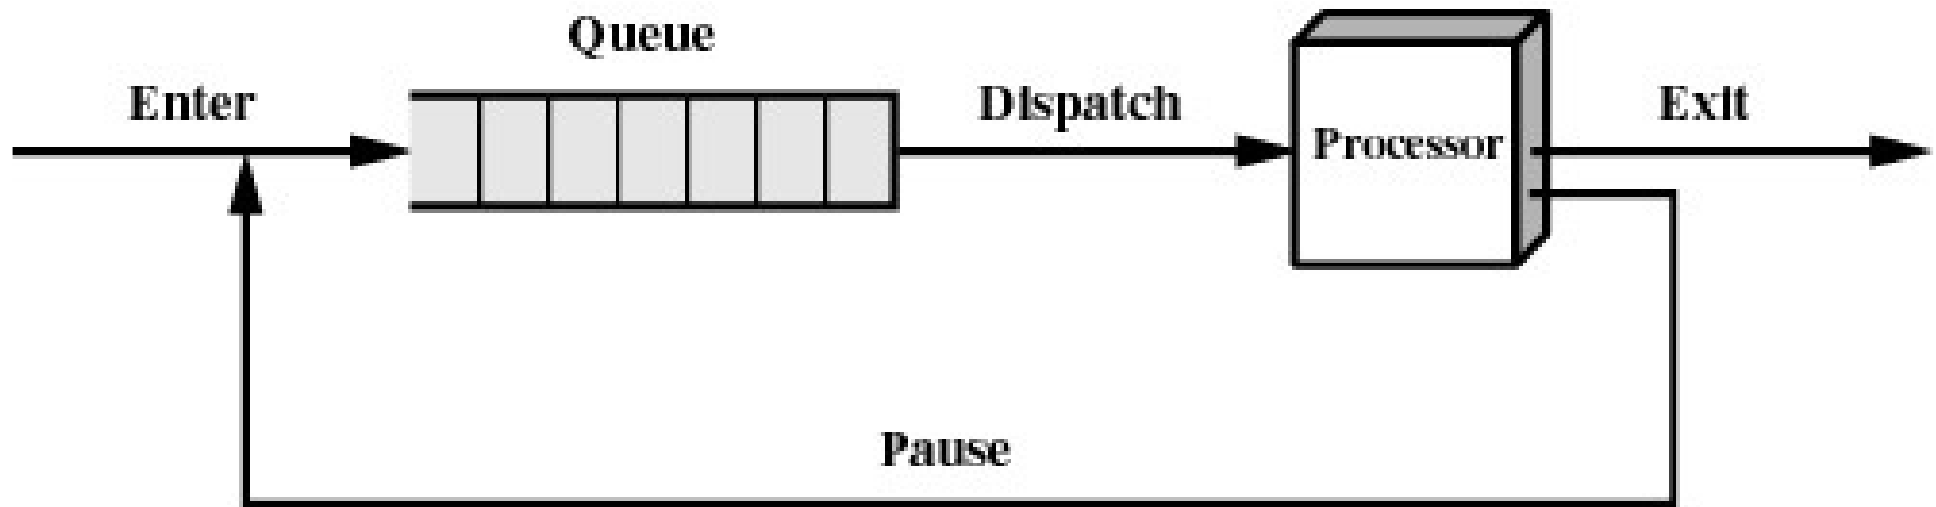 Queue
Enter
Dispatch
Processor
Exit
Pause